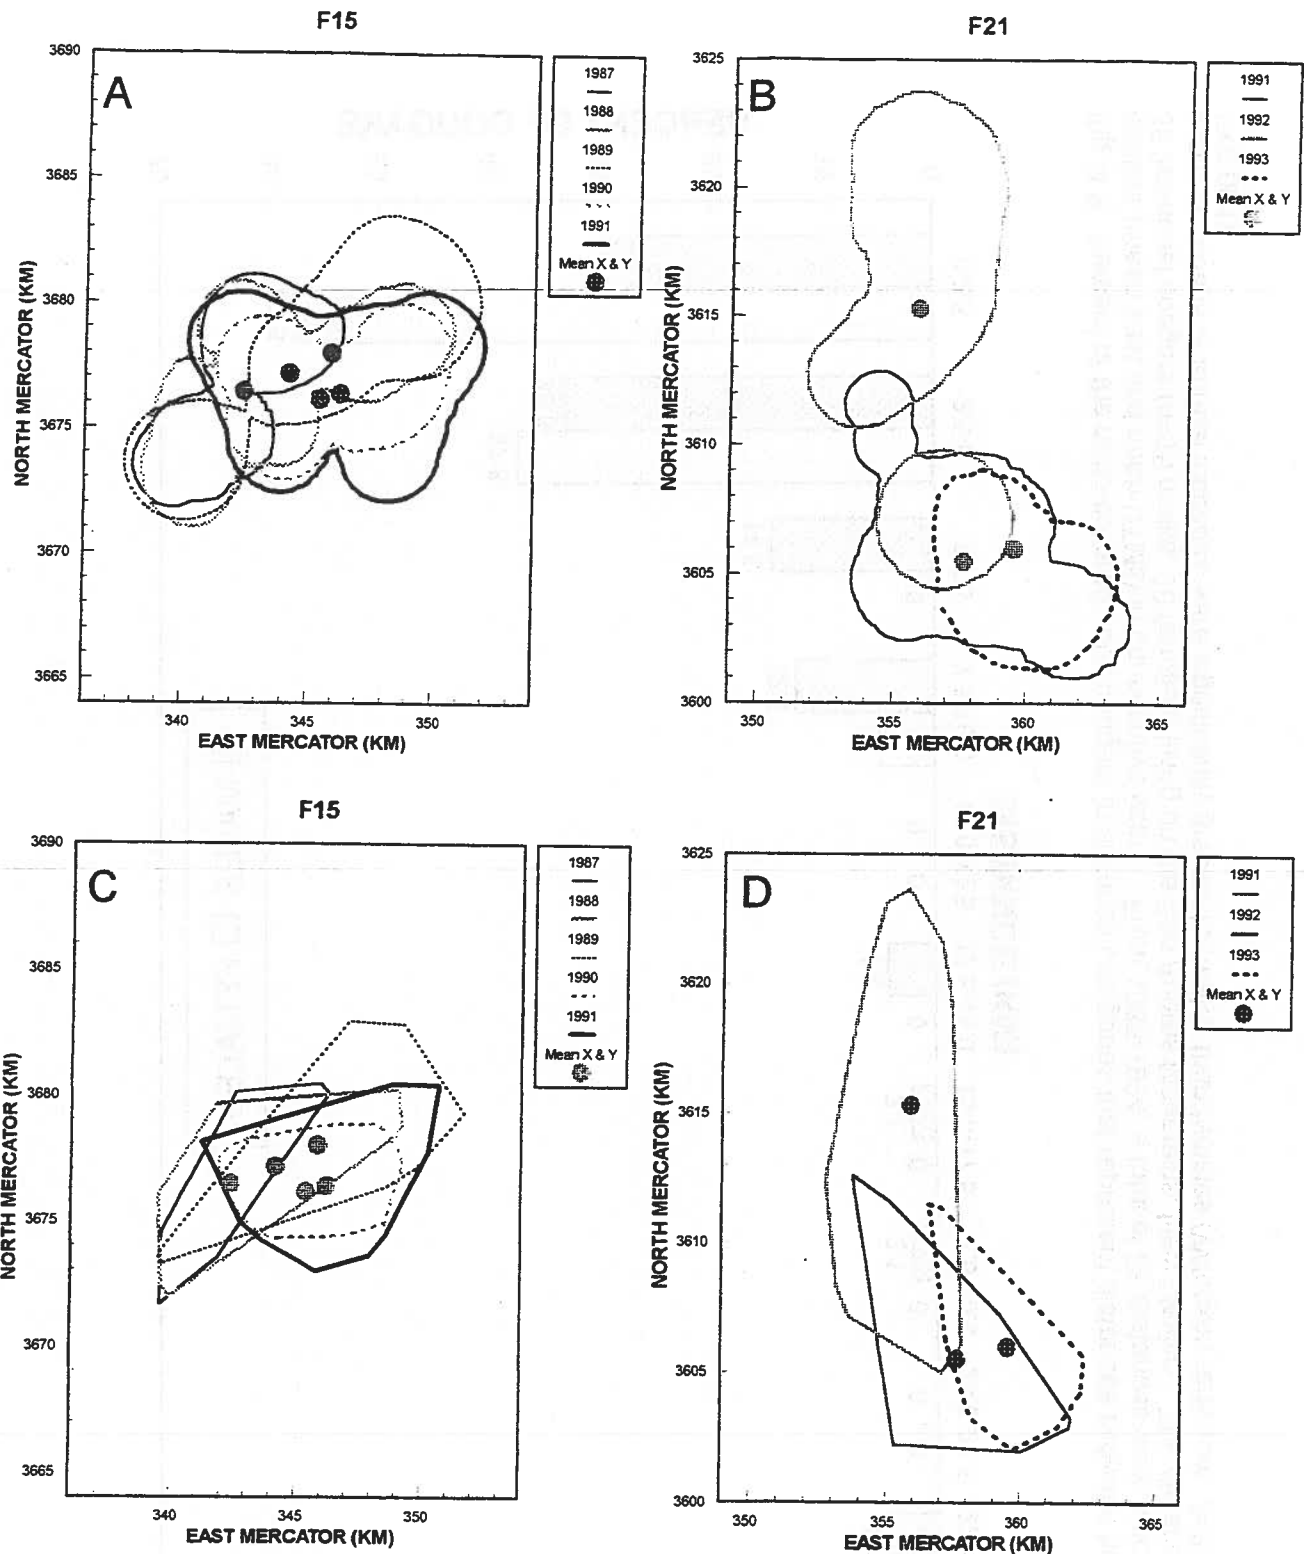 F15
A
3690
3685
3680
3675
3670
3665
NORTH MERCATOR (KM)
340
345
350
EAST MERCATOR (KM)
1987
1988
1989
1990
1991
Mean X & Y
F21
B
3625
3620
3615
3610
3605
3600
NORTH MERCATOR (KM)
350
355
360
365
EAST MERCATOR (KM)
1991
1992
1993
Mean X & Y
F15
C
3690
3685
3680
3675
3670
3665
NORTH MERCATOR (KM)
340
345
350
EAST MERCATOR (KM)
1987
1988
1989
1990
1991
Mean X & Y
F21
D
3625
3620
3615
3610
3605
3600
NORTH MERCATOR (KM)
350
355
360
365
EAST MERCATOR (KM)
1991
1992
1993
Mean X & Y